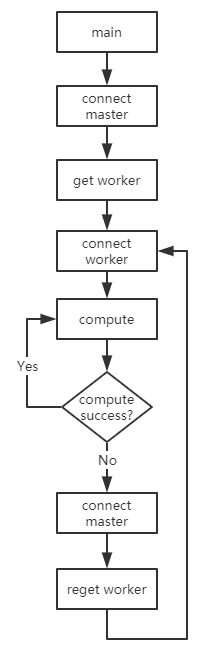 main
connect
master
get worker
connect
worker
compute
Yes
compute
success?
No
connect
master
reget worker